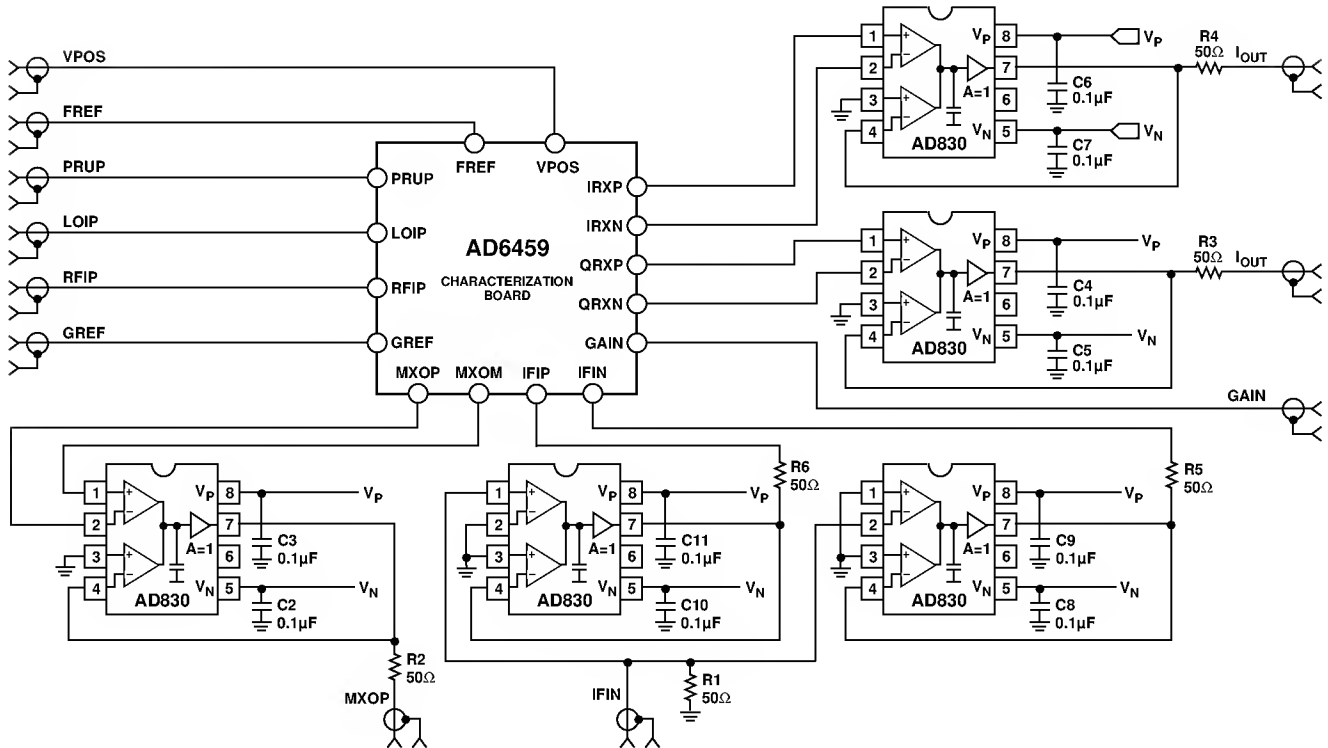 VPOS
FREF
PRUP
LOIP
RFIP
GREF
FREF
VPOS
PRUP
LOIP
RFIP
GREF
IRXP
IRXN
QRXP
QRXN
GAIN
AD6459
CHARACTERIZATION
BOARD
MXOP
MXOM
IFIP
IFIN
1
2
3
4
+
−
+
−
A=1
VP
VN
8
7
6
5
AD830
C6
0.1µF
C7
0.1µF
VP
VN
R4
50Ω
IOUT
1
2
3
4
+
−
+
−
A=1
VP
VN
8
7
6
5
AD830
C4
0.1µF
C5
0.1µF
VP
VN
R3
50Ω
IOUT
GAIN
1
2
3
4
+
−
+
−
A=1
VP
VN
8
7
6
5
AD830
C3
0.1µF
C2
0.1µF
VP
VN
R2
50Ω
MXOP
1
2
3
4
+
−
+
−
A=1
VP
VN
8
7
6
5
AD830
C11
0.1µF
C10
0.1µF
VP
VN
R6
50Ω
IFIN
R1
50Ω
1
2
3
4
+
−
+
−
A=1
VP
VN
8
7
6
5
AD830
C9
0.1µF
C8
0.1µF
VP
VN
R5
50Ω